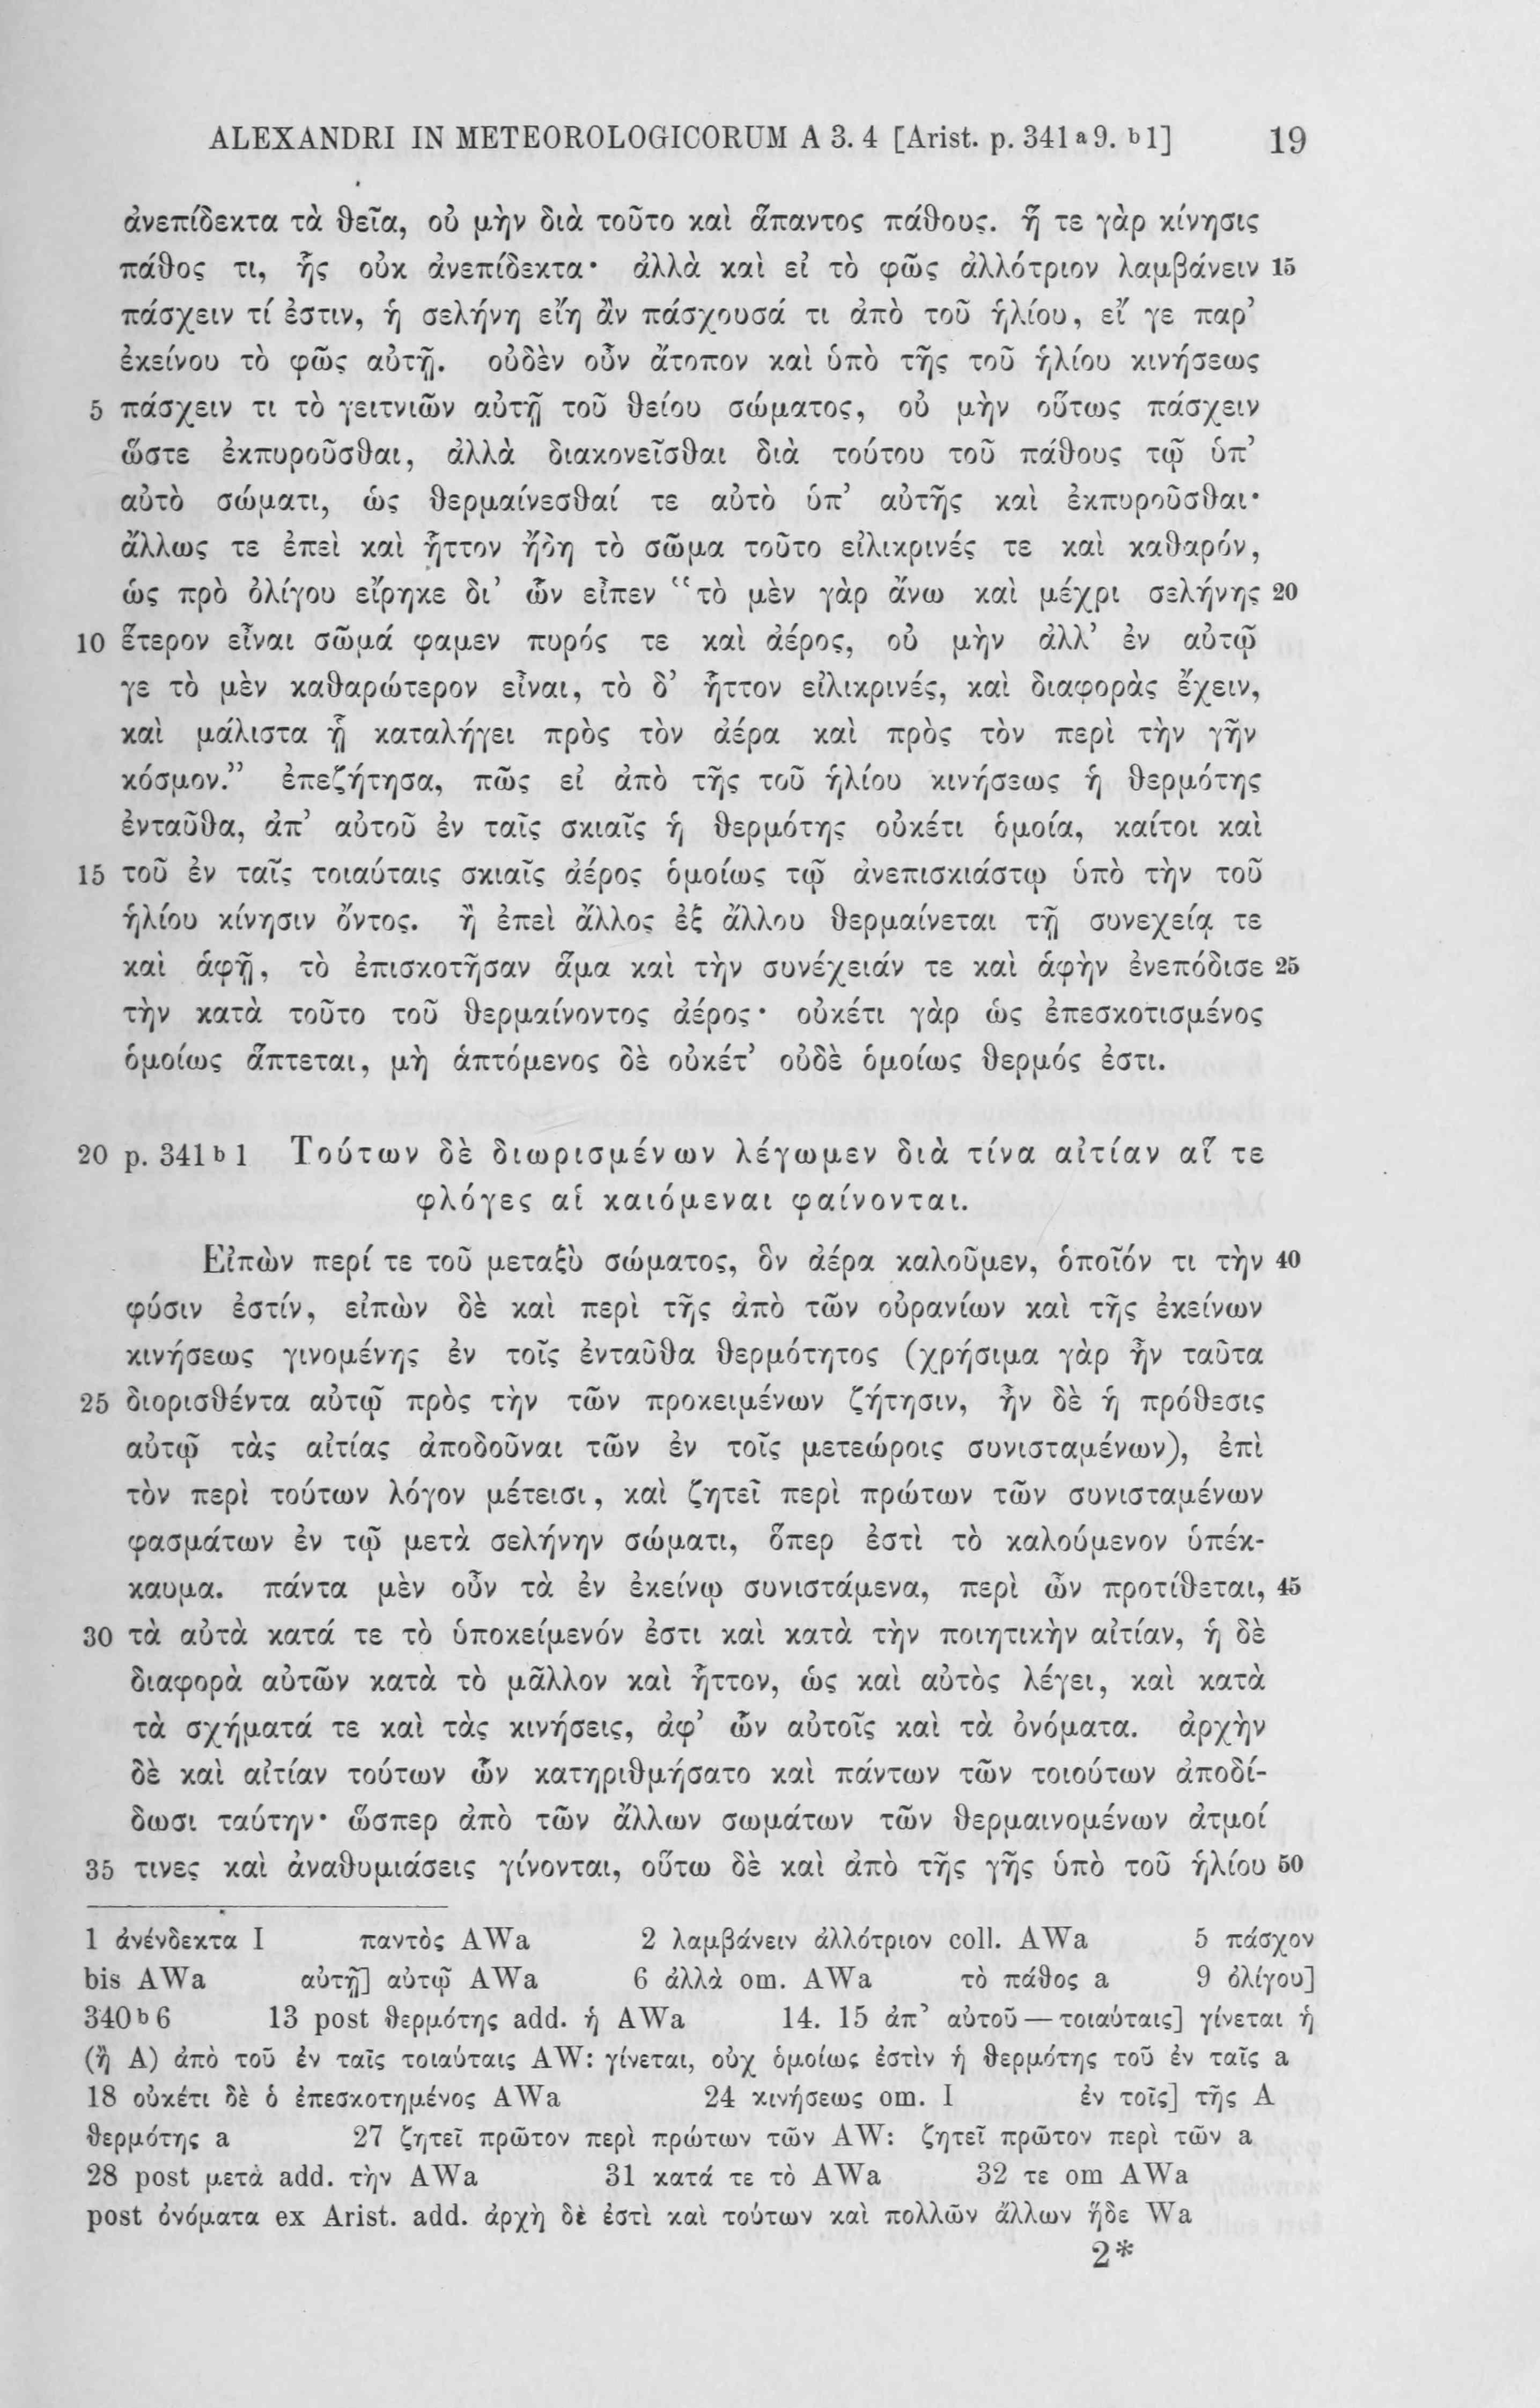 ALEXANDRI IN METEOROLOGICORUM A 3. 4 [Arist. p. 341 a 9. b 1] 19
ἀνεπίδεκτα τὰ θεῖα, οὐ μὴν διὰ τοῦτο καὶ ἅπαντος πάθους. ἥ τε γὰρ κίνησις
πάθος τι, ἧς οὐκ ἀνεπίδεκτα· ἀλλὰ καὶ εἰ τὸ φῶς ἀλλότριον λαμβάνειν 15
πάσχειν τί ἐστιν, ἡ σελήνη εἴη ἂν πάσχουσά τι ἀπὸ τοῦ ἡλίου, εἴ γε παρ’
ἐκείνου τὸ φῶς αὐτῇ. οὐδὲν οὖν ἄτοπον καὶ ὑπὸ τῆς τοῦ ἡλίου κινήσεως
5 πάσχειν τι τὸ γειτνιῶν αὐτῇ τοῦ θείου σώματος, οὐ μὴν οὕτως πάσχειν
ὥστε ἐκπυροῦσθαι, ἀλλὰ διακονεῖσθαι διὰ τούτου τοῦ πάθους τῷ ὑπ’
αὐτὸ σώματι, ὡς θερμαίνεσθαί τε αὐτὸ ὑπ’ αὐτῆς καὶ ἐκπυροῦσθαι·
ἄλλως τε ἐπεὶ καὶ ἧττον ἤδη τὸ σῶμα τοῦτο εἰλικρινές τε καὶ καθαρόν,
ὡς πρὸ ὀλίγου εἴρηκε δι’ ὧν εἶπεν “τὸ μὲν γὰρ ἄνω καὶ μέχρι σελήνης 20
10 ἕτερον εἶναι σῶμά φαμεν πυρός τε καὶ ἀέρος, οὐ μὴν ἀλλ’ ἐν αὐτῷ
γε τὸ μὲν καθαρώτερον εἶναι, τὸ δ’ ἧττον εἰλικρινές, καὶ διαφορὰς ἔχειν,
καὶ μάλιστα ᾗ καταλήγει πρὸς τὸν ἀέρα καὶ πρὸς τὸν περὶ τὴν γῆν
κόσμον.” ἐπεζήτησα, πῶς εἰ ἀπὸ τῆς τοῦ ἡλίου κινήσεως ἡ θερμότης
ἐνταῦθα, ἀπ’ αὐτοῦ ἐν ταῖς σκιαῖς ἡ θερμότης οὐκέτι ὁμοία, καίτοι καὶ
15 τοῦ ἐν ταῖς τοιαύταις σκιαῖς ἀέρος ὁμοίως τῷ ἀνεπισκιάστῳ ὑπὸ τὴν τοῦ
ἡλίου κίνησιν ὄντος. ἢ ἐπεὶ ἄλλος ἐξ ἄλλου θερμαίνεται τῇ συνεχείᾳ τε
καὶ ἁφῇ, τὸ ἐπισκοτῆσαν ἅμα καὶ τὴν συνέχειάν τε καὶ ἁφὴν ἐνεπόδισε 25
τὴν κατὰ τοῦτο τοῦ θερμαίνοντος ἀέρος· οὐκέτι γὰρ ὡς ἐπεσκοτισμένος
ὁμοίως ἅπτεται, μὴ ἁπτόμενος δὲ οὐκέτ’ οὐδὲ ὁμοίως θερμός ἐστι.
20 p. 341 b 1 Τούτων δὲ διωρισμένων λέγωμεν διὰ τίνα αἰτίαν αἵ τε
φλόγες αἱ καιόμεναι φαίνονται.
Εἰπὼν περί τε τοῦ μεταξὺ σώματος, ὃν ἀέρα καλοῦμεν, ὁποῖόν τι τὴν 40
φύσιν ἐστίν, εἰπὼν δὲ καὶ περὶ τῆς ἀπὸ τῶν οὐρανίων καὶ τῆς ἐκείνων
κινήσεως γινομένης ἐν τοῖς ἐνταῦθα θερμότητος (χρήσιμα γὰρ ἦν ταῦτα
25 διορισθέντα αὐτῷ πρὸς τὴν τῶν προκειμένων ζήτησιν, ἦν δὲ ἡ πρόθεσις
αὐτῷ τὰς αἰτίας ἀποδοῦναι τῶν ἐν τοῖς μετεώροις συνισταμένων), ἐπὶ
τὸν περὶ τούτων λόγον μέτεισι, καὶ ζητεῖ περὶ πρώτων τῶν συνισταμένων
φασμάτων ἐν τῷ μετὰ σελήνην σώματι, ὅπερ ἐστὶ τὸ καλούμενον ὑπέκ-
καυμα. πάντα μὲν οὖν τὰ ἐν ἐκείνῳ συνιστάμενα, περὶ ὧν προτίθεται, 45
30 τὰ αὐτὰ κατά τε τὸ ὑποκείμενόν ἐστι καὶ κατὰ τὴν ποιητικὴν αἰτίαν, ἡ δὲ
διαφορὰ αὐτῶν κατὰ τὸ μᾶλλον καὶ ἧττον, ὡς καὶ αὐτὸς λέγει, καὶ κατὰ
τὰ σχήματά τε καὶ τὰς κινήσεις, ἀφ’ ὧν αὐτοῖς καὶ τὰ ὀνόματα. ἀρχὴν
δὲ καὶ αἰτίαν τούτων ὧν κατηριθμήσατο καὶ πάντων τῶν τοιούτων ἀποδί-
δωσι ταύτην· ὥσπερ ἀπὸ τῶν ἄλλων σωμάτων τῶν θερμαινομένων ἀτμοί
35 τινες καὶ ἀναθυμιάσεις γίνονται, οὕτω δὲ καὶ ἀπὸ τῆς γῆς ὑπὸ τοῦ ἡλίου 50
1 ἀνένδεκτα I παντὸς AWa 2 λαμβάνειν ἀλλότριον coll. AWa 5 πάσχον
bis AWa αὐτῇ] αὐτῷ AWa 6 ἀλλὰ om. AWa τὸ πάθος a 9 ὀλίγου]
340 b 6 13 post θερμότης add. ἡ AWa 14. 15 ἀπ’ αὐτοῦ — τοιαύταις] γίνεται ἡ
(ἢ A) ἀπὸ τοῦ ἐν ταῖς τοιαύταις AW: γίνεται, οὐχ ὁμοίως ἐστὶν ἡ θερμότης τοῦ ἐν ταῖς a
18 οὐκέτι δὲ ὁ ἐπεσκοτημένος AWa 24 κινήσεως om. I ἐν τοῖς] τῆς A
θερμότης a 27 ζητεῖ πρῶτον περὶ πρώτων τῶν AW: ζητεῖ πρῶτον περὶ τῶν a
28 post μετὰ add. τὴν AWa 31 κατά τε τὸ AWa 32 τε om AWa
post ὀνόματα ex Arist. add. ἀρχὴ δὲ ἐστὶ καὶ τούτων καὶ πολλῶν ἄλλων ἥδε Wa
2*